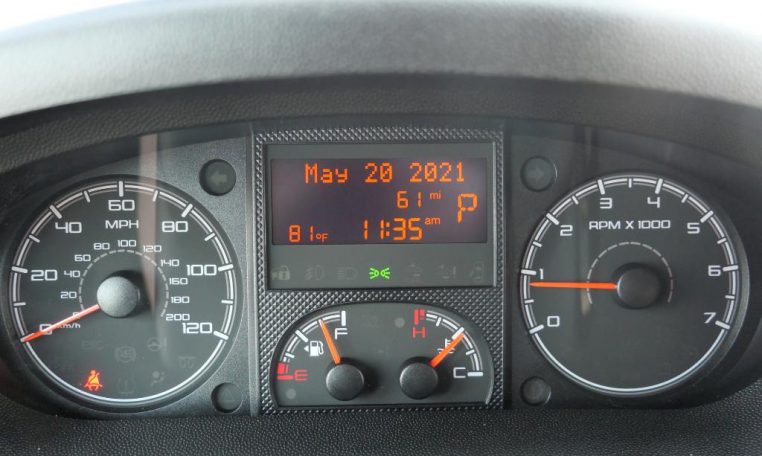 May 20 2021
61 mi
P
81°F 11:35 am
MPH
0 20 40 60 80 100 120
0 20 40 60 80 100 120 140 160 180 200
km/h
RPM X 1000
0 1 2 3 4 5 6 7
E F
H C